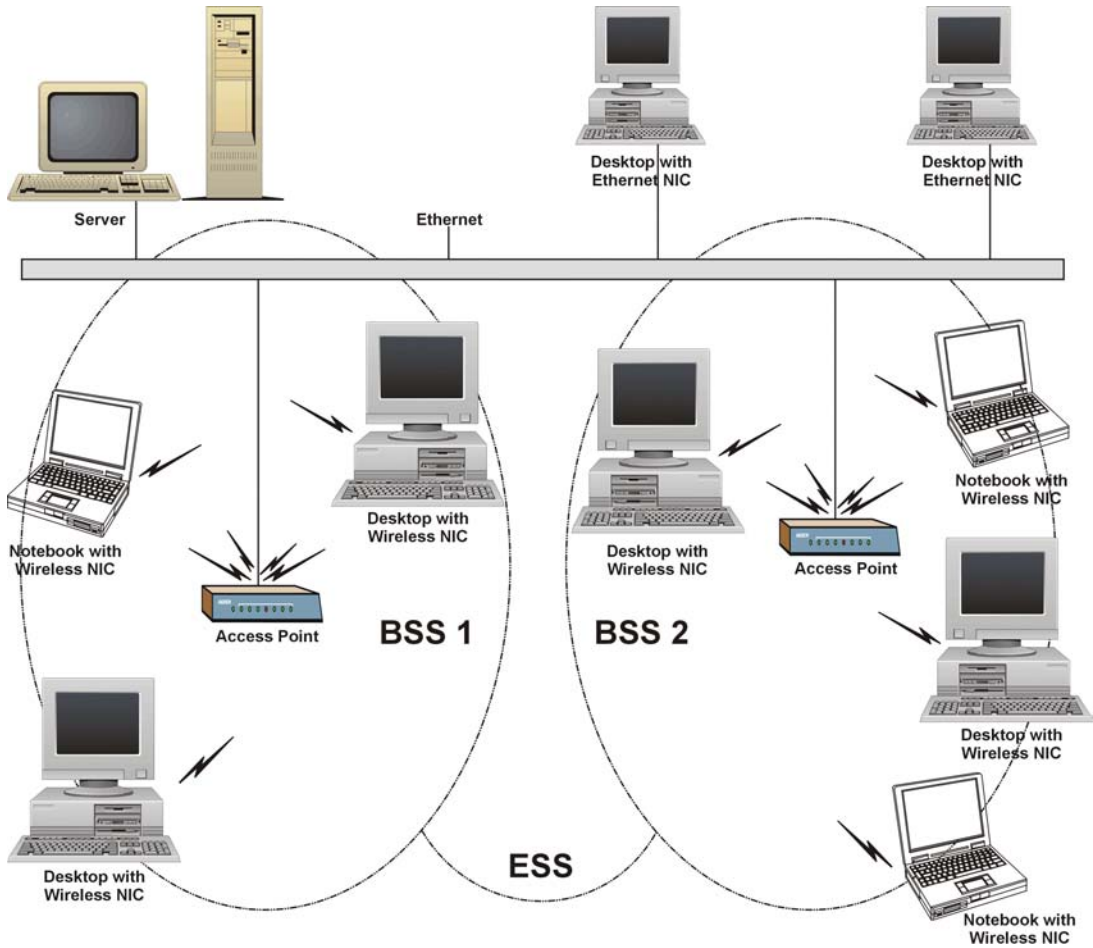 Desktop with
Ethernet NIC
Desktop with
Ethernet NIC
Server
Ethernet
Notebook with
Wireless NIC
Desktop with
Wireless NIC
Access Point
BSS 1
Desktop with
Wireless NIC
Desktop with
Wireless NIC
BSS 2
Access Point
Notebook with
Wireless NIC
Desktop with
Wireless NIC
ESS
Notebook with
Wireless NIC